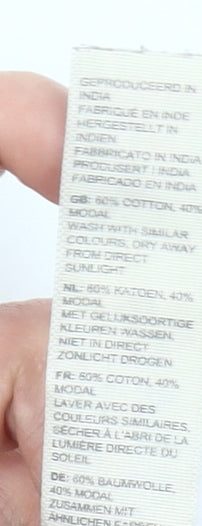 GEPRODUCEERD IN
INDIA
FABRIQUÉ EN INDE
HERGESTELLT IN
INDIEN
FABBRICATO IN INDIA
PRODUSERT I INDIA
FABRICADO EN INDIA
GB: 60% COTTON, 40%
MODAL
WASH WITH SIMILAR
COLOURS, DRY AWAY
FROM DIRECT
SUNLIGHT
NL: 60% KATOEN, 40%
MODAL
MET GELIJKSOORTIGE
KLEUREN WASSEN,
NIET IN DIRECT
ZONLICHT DROGEN
FR: 60% COTON, 40%
MODAL
LAVER AVEC DES
COULEURS SIMILAIRES,
SÉCHER À L'ABRI DE LA
LUMIÈRE DIRECTE DU
SOLEIL
DE: 60% BAUMWOLLE,
40% MODAL
ZUSAMMEN MIT
ÄHNLICHEN